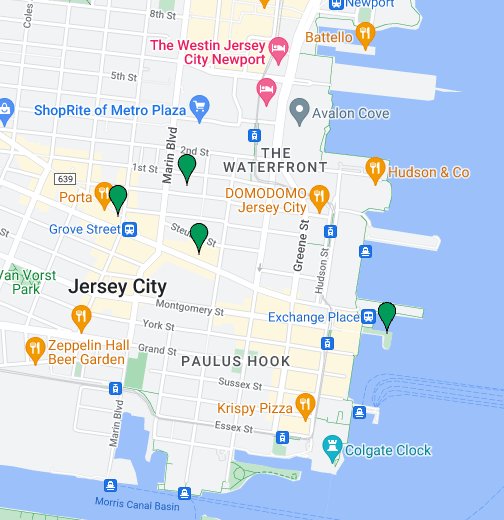 Newport
Coles
8th St
Battello
The Westin Jersey
City Newport
5th St
ShopRite of Metro Plaza
Avalon Cove
Marin Blvd
2nd St
THE
WATERFRONT
1st St
Hudson & Co
639
Porta
DOMODOMO
Jersey City
Grove Street
Greene St
Hudson St
Van Vorst
Park
Jersey City
Montgomery St
Exchange Place
York St
Zeppelin Hall
Beer Garden
Grand St
PAULUS HOOK
Sussex St
Krispy Pizza
Marin Blvd
Essex St
Colgate Clock
Morris Canal Basin